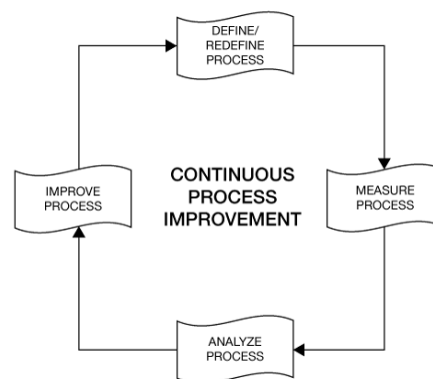 DEFINE/
REDEFINE
PROCESS
IMPROVE
PROCESS
CONTINUOUS
PROCESS
IMPROVEMENT
MEASURE
PROCESS
ANALYZE
PROCESS